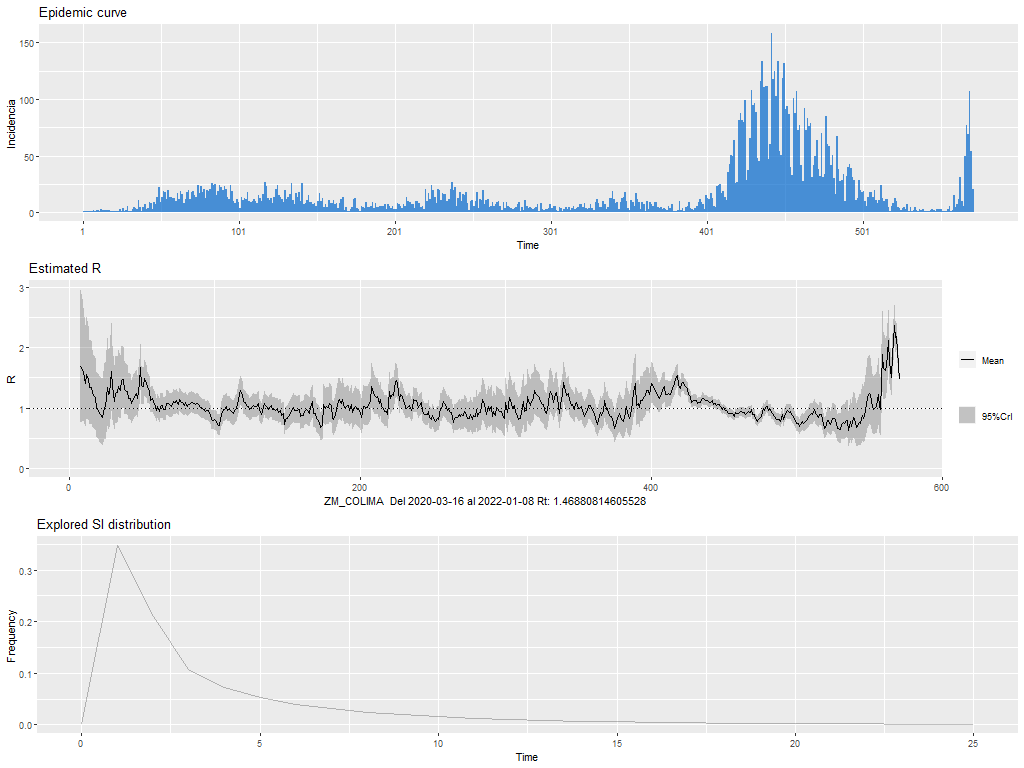 Epidemic curve
150
100
50
0
Incidencia
1 101 201 301 401 501
Time
Estimated R
3
2
1
0
R
Mean
95%CrI
0 200 400 600
ZM_COLIMA Del 2020-03-16 al 2022-01-08 Rt: 1.46880814605528
Explored SI distribution
0.3
0.2
0.1
0.0
Frequency
0 5 10 15 20 25
Time